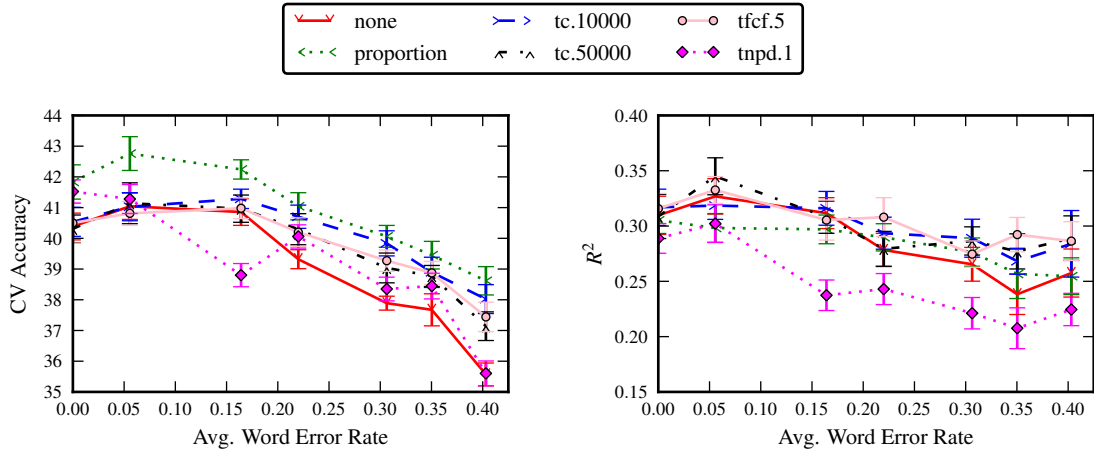 none
proportion
tc.10000
tc.50000
tfcf.5
tnpd.1
CV Accuracy
44
43
42
41
40
39
38
37
36
35
0.00 0.05 0.10 0.15 0.20 0.25 0.30 0.35 0.40
Avg. Word Error Rate
R²
0.40
0.35
0.30
0.25
0.20
0.15
0.00 0.05 0.10 0.15 0.20 0.25 0.30 0.35 0.40
Avg. Word Error Rate